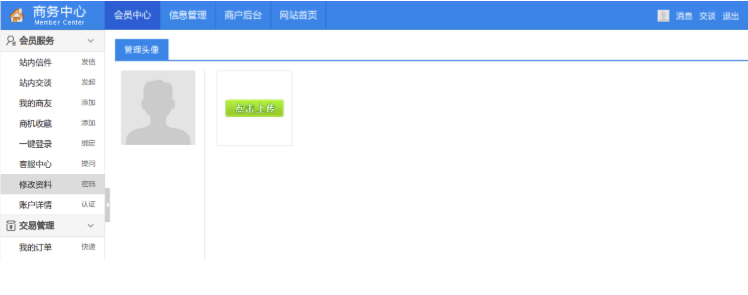 商务中心
Member Center
会员中心 信息管理 商户后台 网站首页
消息 交谈 退出
会员服务
管理头像
站内信件 发信
站内交谈 发起
我的商友 添加
商机收藏 添加
一键登录 绑定
客服中心 提问
修改资料 密码
账户详情 认证
交易管理
我的订单 快递
点击上传